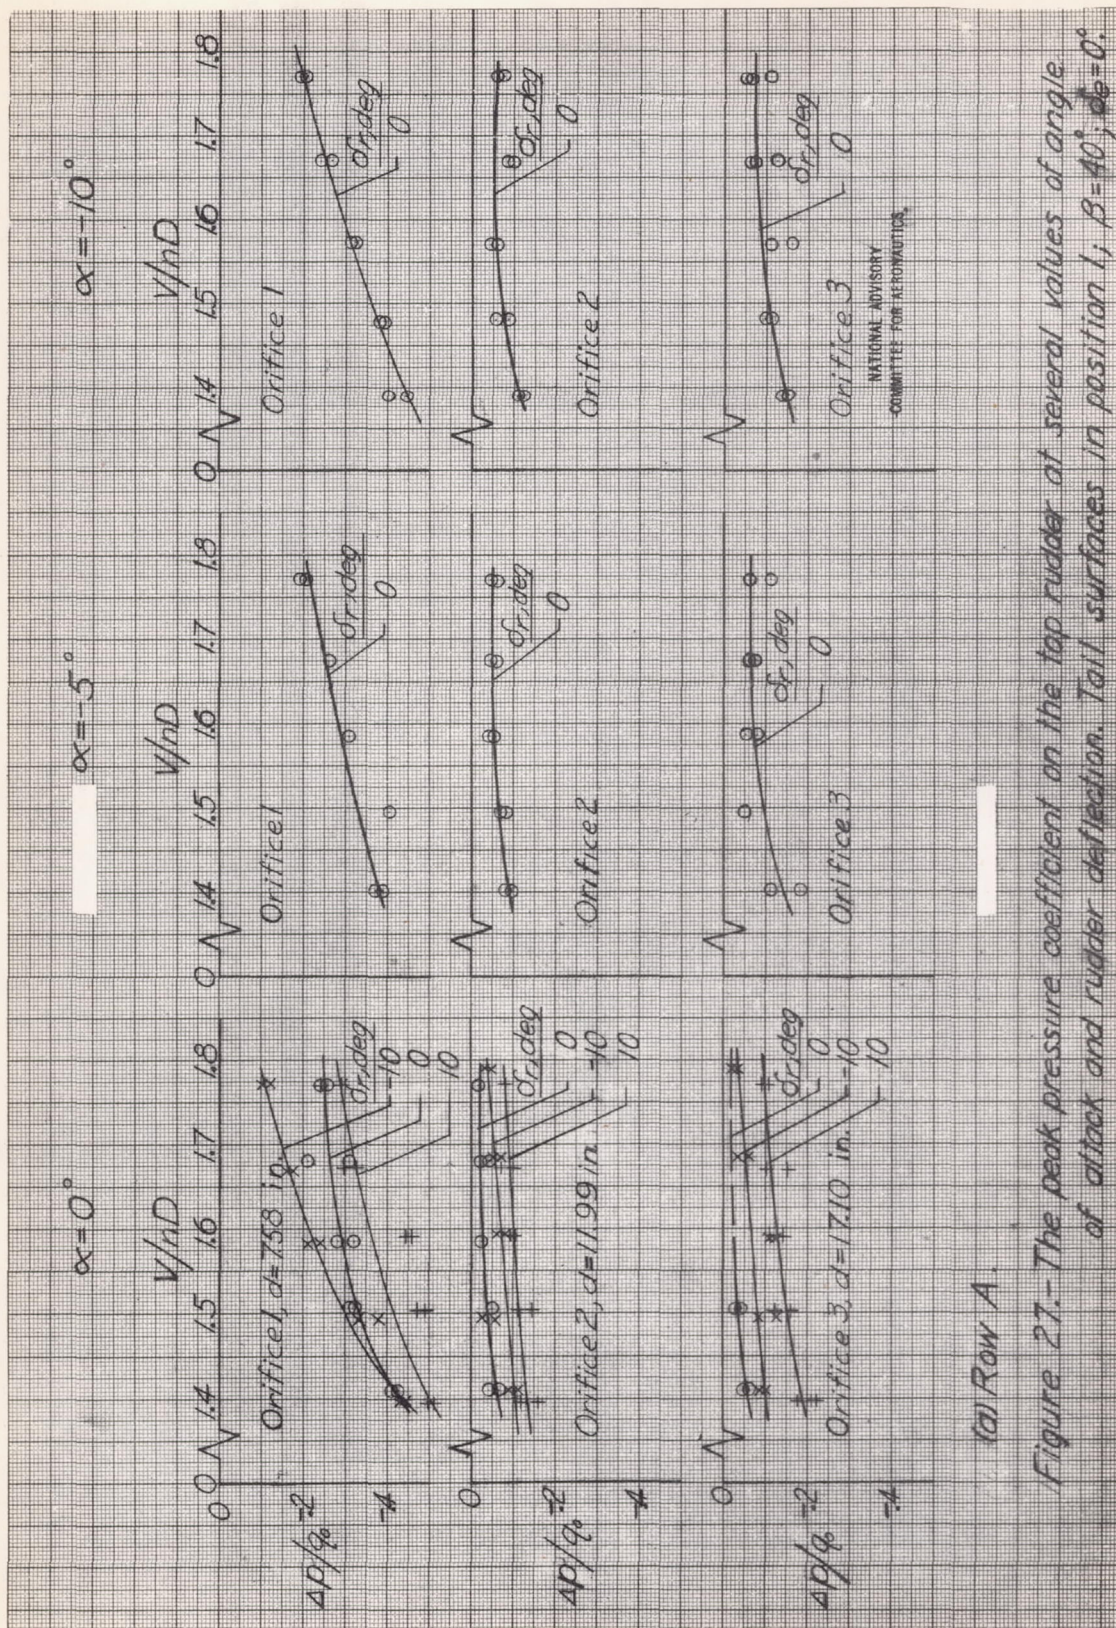 α=0° α=-5° α=-10°
V/nD V/nD V/nD
0 1.4 1.5 1.6 1.7 1.8 0 1.4 1.5 1.6 1.7 1.8 0 1.4 1.5 1.6 1.7 1.8
0
-.2
-.4
Δp/q₀
Orifice 1, d=7.58 in.
δr,deg
-10
0
10
Orifice 1
δr,deg
0
Orifice 1
δr,deg
0
0
-.2
-.4
Δp/q₀
Orifice 2, d=11.99 in.
δr,deg
0
-10
10
Orifice 2
δr,deg
0
Orifice 2
δr,deg
0
0
-.2
-.4
Δp/q₀
Orifice 3, d=17.10 in.
δr,deg
0
-10
10
Orifice 3
δr,deg
0
Orifice 3
δr,deg
0
NATIONAL ADVISORY
COMMITTEE FOR AERONAUTICS.
(a) Row A.
Figure 27.-The peak pressure coefficient on the top rudder at several values of angle
of attack and rudder deflection. Tail surfaces in position 1; β=40°; δe=0°.